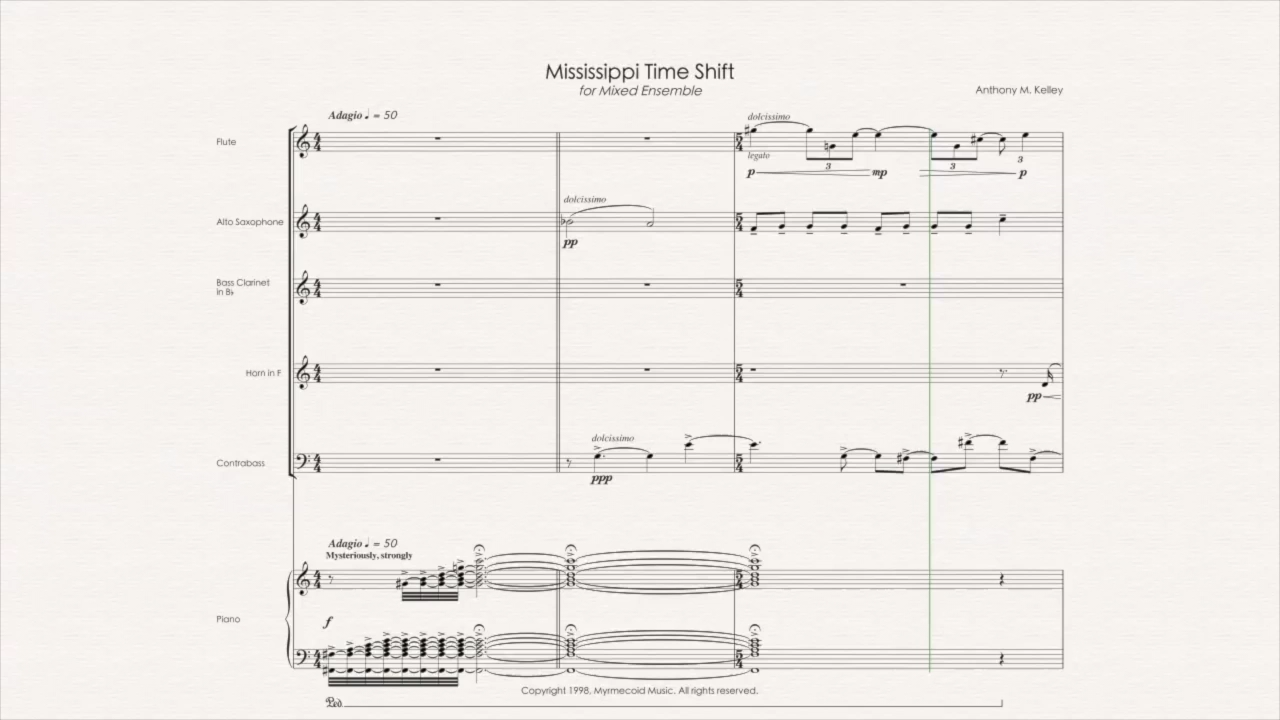 Mississippi Time Shift
for Mixed Ensemble
Anthony M. Kelley
Adagio ♩ = 50
dolcissimo
Flute
legato
3
3
3
p
mp
p
dolcissimo
Alto Saxophone
pp
Bass Clarinet
in B♭
Horn in F
pp
dolcissimo
Contrabass
ppp
Adagio ♩ = 50
Mysteriously, strongly
Piano
f
Copyright 1998, Myrmecoid Music. All rights reserved.
Ped